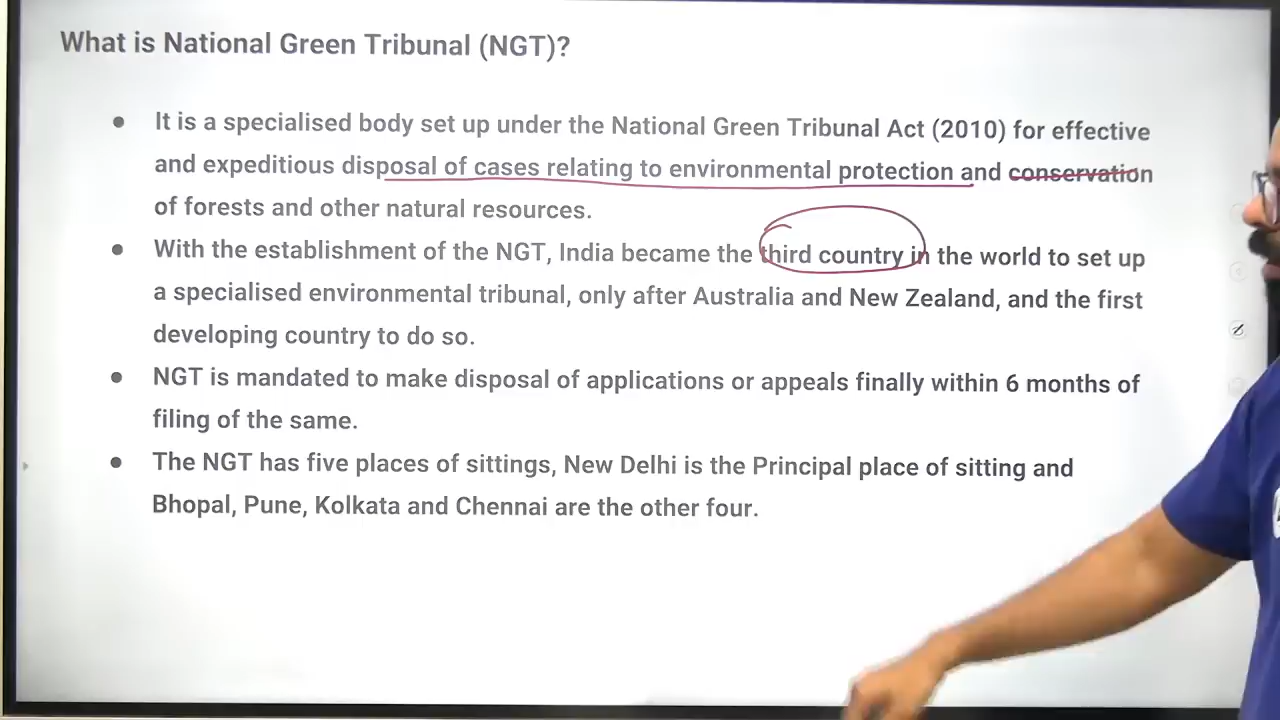 What is National Green Tribunal (NGT)?
• It is a specialised body set up under the National Green Tribunal Act (2010) for effective
and expeditious disposal of cases relating to environmental protection and conservation
of forests and other natural resources.
• With the establishment of the NGT, India became the third country in the world to set up
a specialised environmental tribunal, only after Australia and New Zealand, and the first
developing country to do so.
• NGT is mandated to make disposal of applications or appeals finally within 6 months of
filing of the same.
• The NGT has five places of sittings, New Delhi is the Principal place of sitting and
Bhopal, Pune, Kolkata and Chennai are the other four.